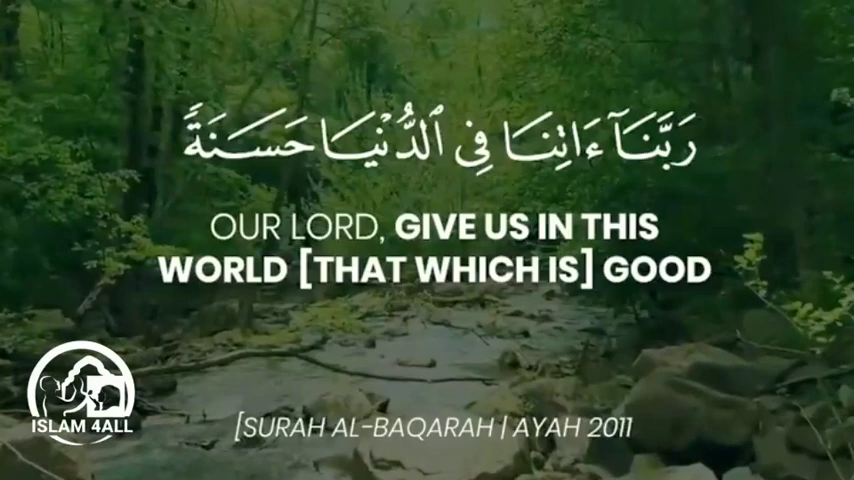 رَبَّنَآ ءَاتِنَا فِى ٱلدُّنْيَا حَسَنَةً
OUR LORD, GIVE US IN THIS
WORLD [THAT WHICH IS] GOOD
[SURAH AL-BAQARAH | AYAH 2011
ISLAM 4ALL